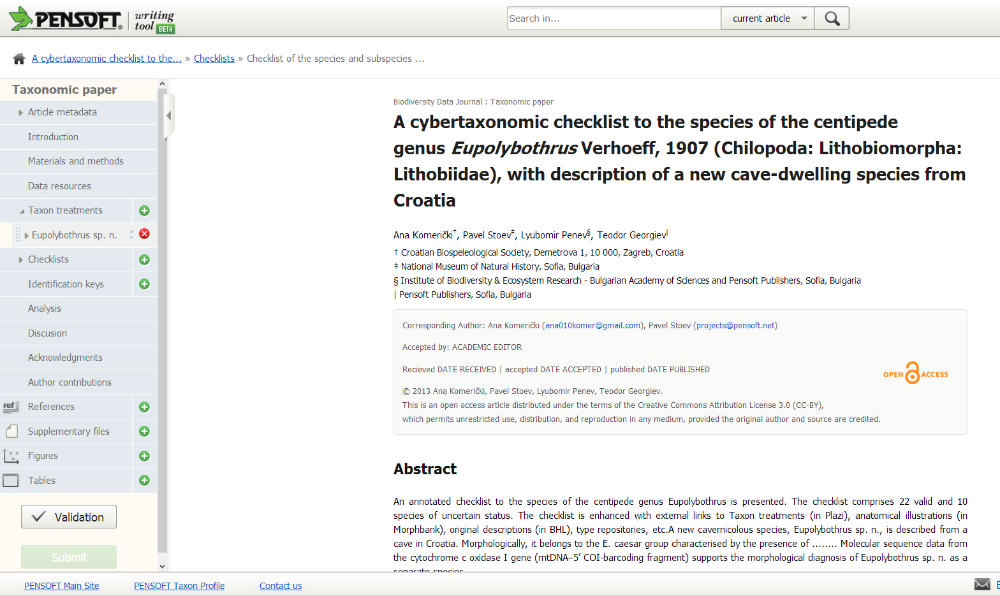 PENSOFT. writing tool BETA
Search in...
current article
A cybertaxonomic checklist to the... » Checklists » Checklist of the species and subspecies ...
Taxonomic paper
Article metadata
Introduction
Materials and methods
Data resources
Taxon treatments
Eupolybothrus sp. n.
Checklists
Identification keys
Analysis
Discusion
Acknowledgments
Author contributions
ref References
Supplementary files
Figures
Tables
Validation
Submit
Biodiversity Data Journal : Taxonomic paper
A cybertaxonomic checklist to the species of the centipede
genus Eupolybothrus Verhoeff, 1907 (Chilopoda: Lithobiomorpha:
Lithobiidae), with description of a new cave-dwelling species from
Croatia
Ana Komerički†, Pavel Stoev‡, Lyubomir Penev§, Teodor Georgiev|
† Croatian Biospeleological Society, Demetrova 1, 10 000, Zagreb, Croatia
‡ National Museum of Natural History, Sofia, Bulgaria
§ Institute of Biodiversity & Ecosystem Research - Bulgarian Academy of Sciences and Pensoft Publishers, Sofia, Bulgaria
| Pensoft Publishers, Sofia, Bulgaria
Corresponding Author: Ana Komerički (ana010komer@gmail.com), Pavel Stoev (projects@pensoft.net)
Accepted by: ACADEMIC EDITOR
Recieved DATE RECEIVED | accepted DATE ACCEPTED | published DATE PUBLISHED
OPEN ACCESS
© 2013 Ana Komerički, Pavel Stoev, Lyubomir Penev, Teodor Georgiev.
This is an open access article distributed under the terms of the Creative Commons Attribution License 3.0 (CC-BY),
which permits unrestricted use, distribution, and reproduction in any medium, provided the original author and source are credited.
Abstract
An annotated checklist to the species of the centipede genus Eupolybothrus is presented. The checklist comprises 22 valid and 10
species of uncertain status. The checklist is enhanced with external links to Taxon treatments (in Plazi), anatomical illustrations (in
Morphbank), original descriptions (in BHL), type repositories, etc.A new cavernicolous species, Eupolybothrus sp. n., is described from a
cave in Croatia. Morphologically, it belongs to the E. caesar group characterised by the presence of ........ Molecular sequence data from
the cytochrome c oxidase I gene (mtDNA–5’ COI-barcoding fragment) supports the morphological diagnosis of Eupolybothrus sp. n. as a
separate species
PENSOFT Main Site
PENSOFT Taxon Profile
Contact us